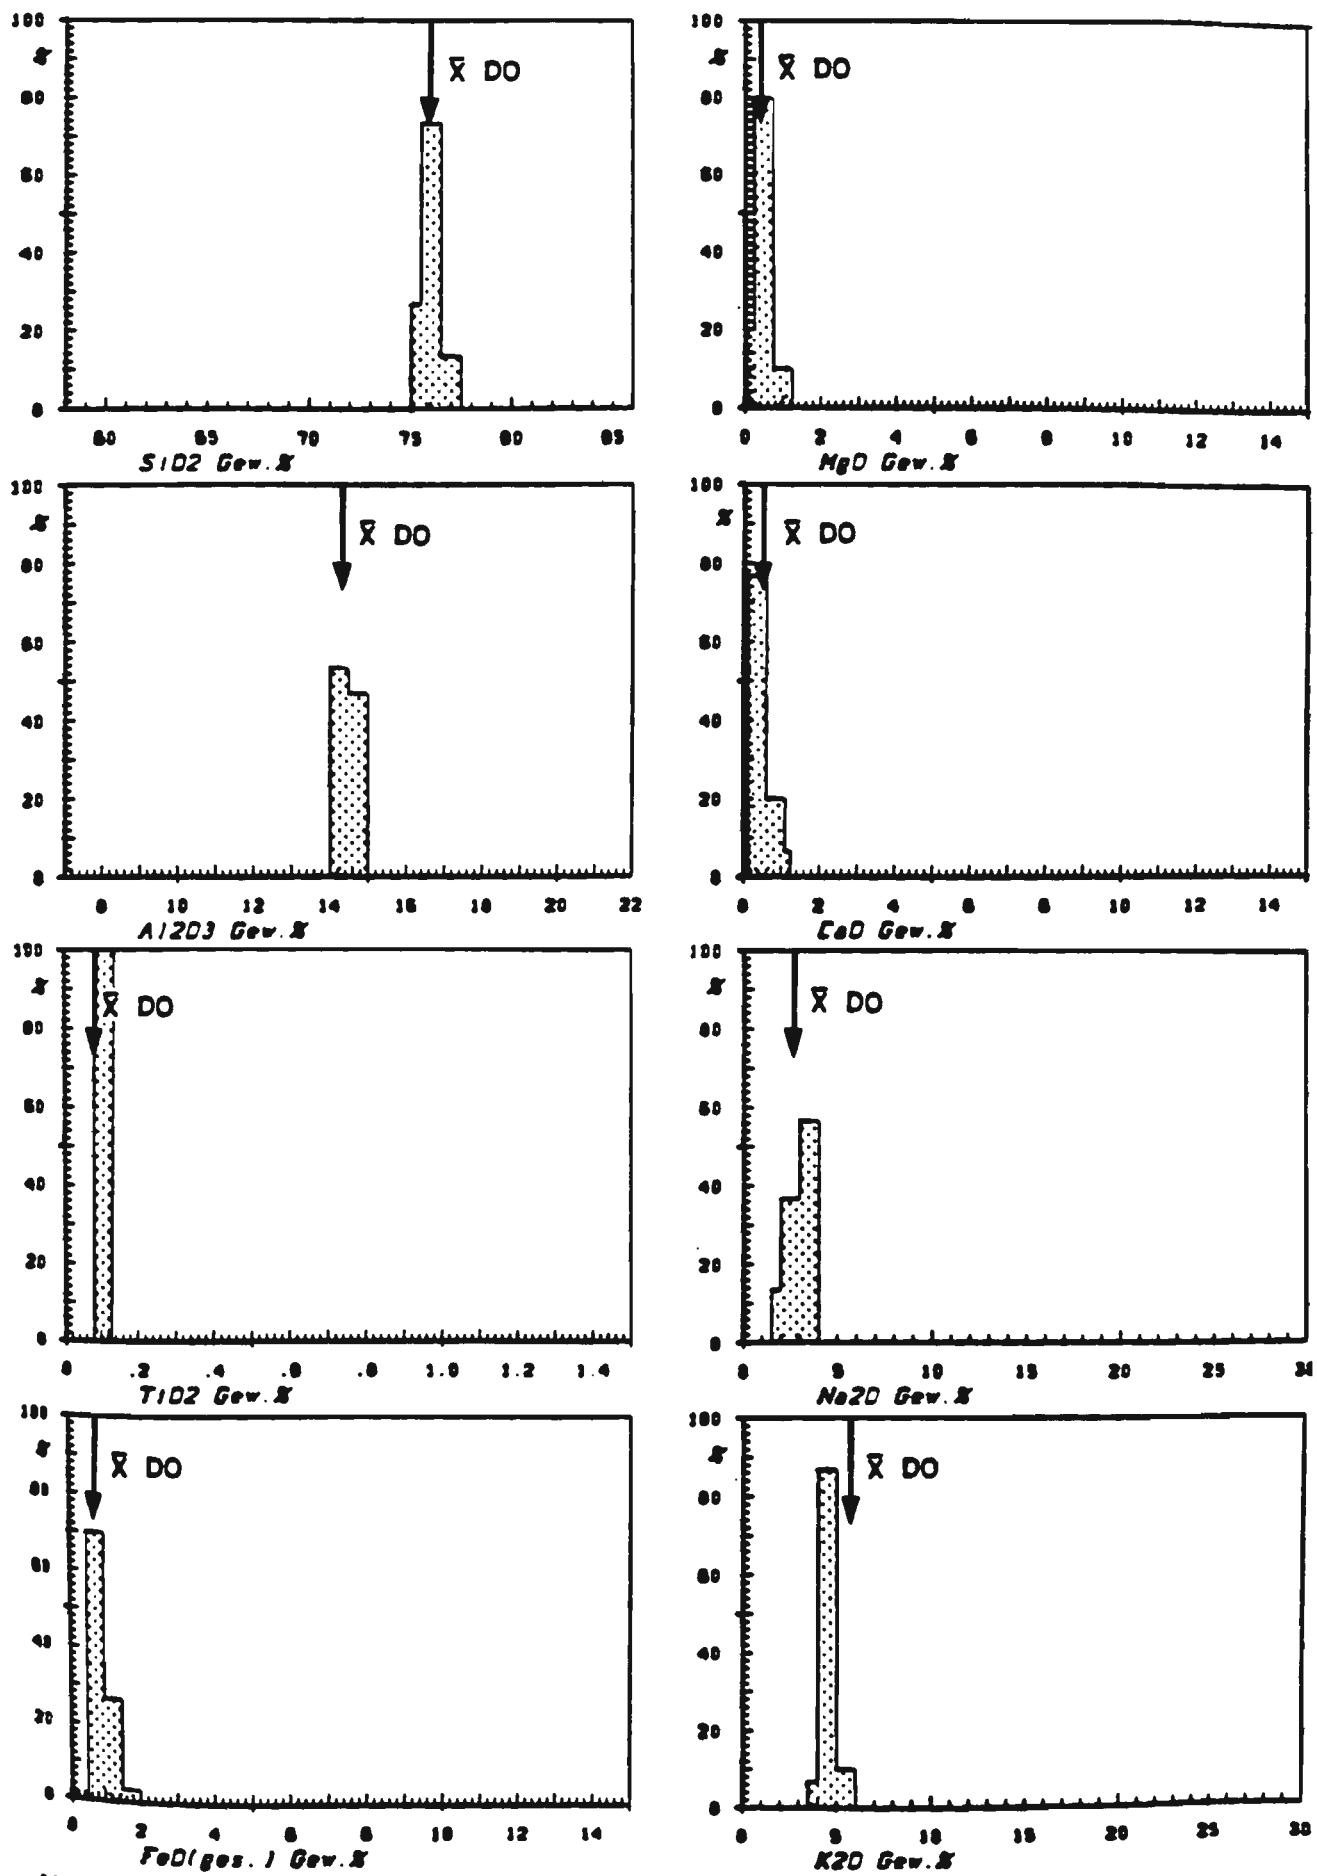 100
%
X̄ DO
80
60
40
20
0
60 65 70 75 80 85
SiO2 Gew.%
100
%
X̄ DO
80
60
40
20
0
0 2 4 6 8 10 12 14
MgO Gew.%
100
%
X̄ DO
80
60
40
20
0
8 10 12 14 16 18 20 22
Al2O3 Gew.%
100
%
X̄ DO
80
60
40
20
0
0 2 4 6 8 10 12 14
CaO Gew.%
100
%
X̄ DO
80
60
40
20
0
0 .2 .4 .6 .8 1.0 1.2 1.4
TiO2 Gew.%
100
%
X̄ DO
80
60
40
20
0
0 5 10 15 20 25 30
Na2O Gew.%
100
%
X̄ DO
80
60
40
20
0
0 2 4 6 8 10 12 14
FeO(ges.) Gew.%
100
%
X̄ DO
80
60
40
20
0
0 5 10 15 20 25 30
K2O Gew.%